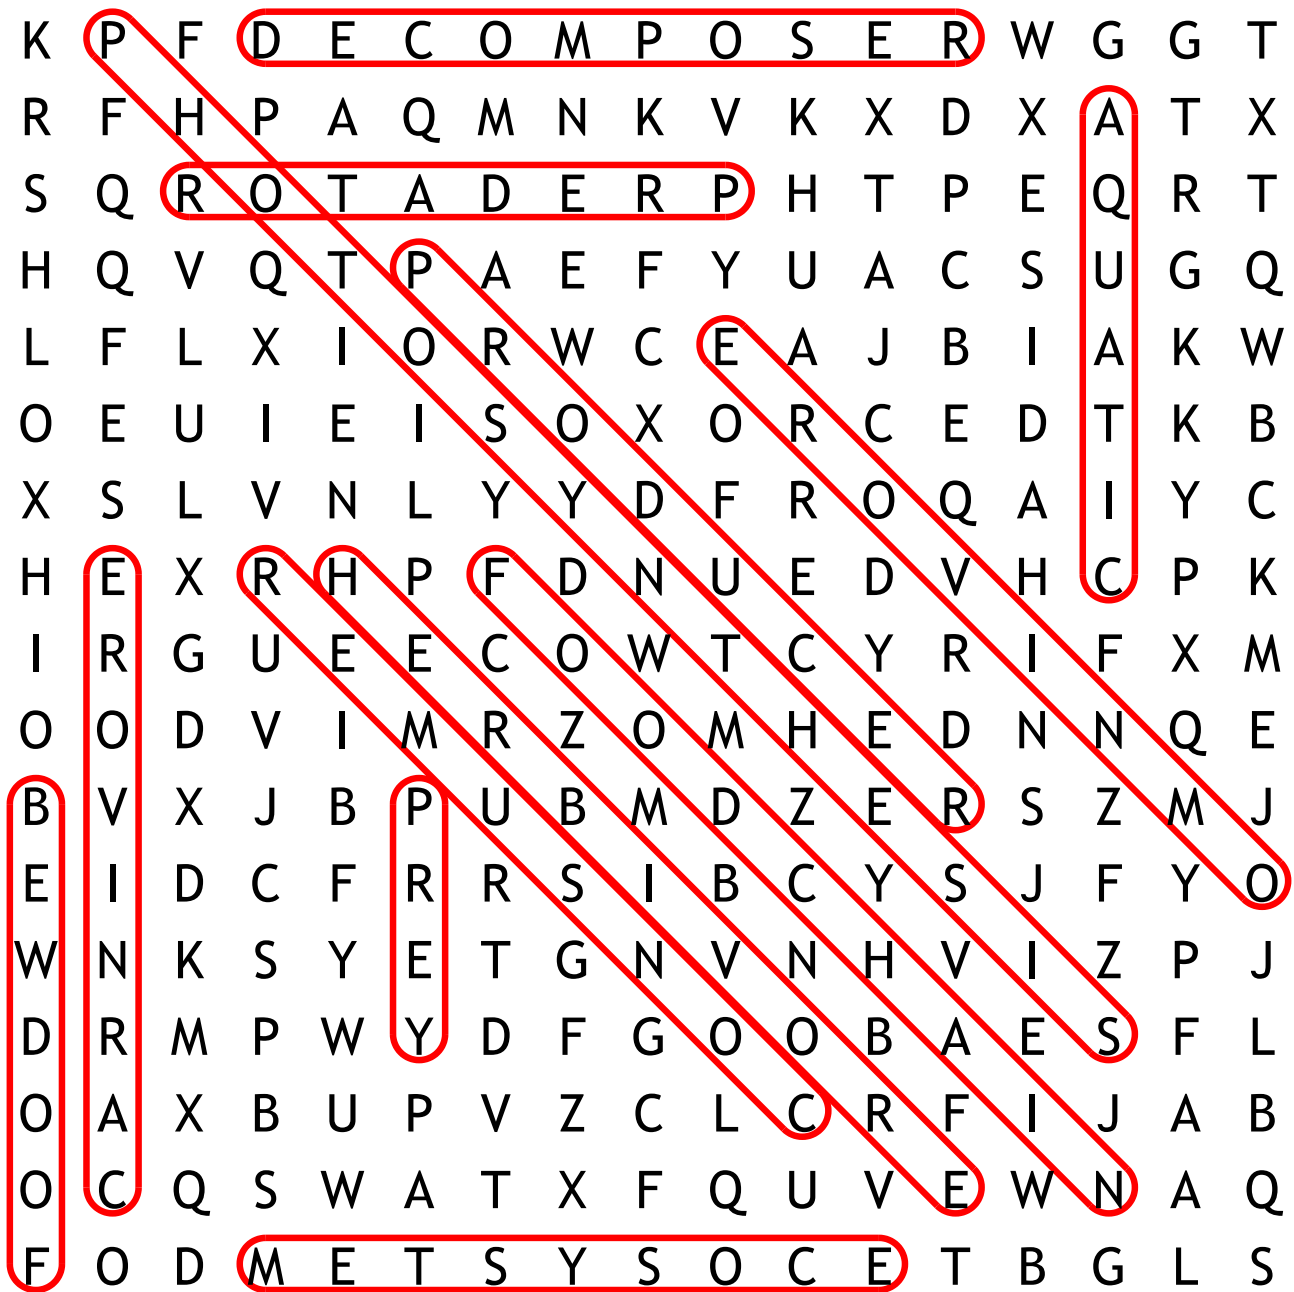 K P F D E C O M P O S E R W G G T
R F H P A Q M N K V K X D X A T X
S Q R O T A D E R P H T P E Q R T
H Q V Q T P A E F Y U A C S U G Q
L F L X I O R W C E A J B I A K W
O E U I E I S O X O R C E D T K B
X S L V N L Y Y D F R O Q A I Y C
H E X R H P F D N U E D V H C P K
I R G U E E C O W T C Y R I F X M
O O D V I M R Z O M H E D N N Q E
B V X J B P U B M D Z E R S Z M J
E I D C F R R S I B C Y S J F Y O
W N K S Y E T G N V N H V I Z P J
D R M P W Y D F G O O B A E S F L
O A X B U P V Z C L C R F I J A B
O C Q S W A T X F Q U V E W N A Q
F O D M E T S Y S O C E T B G L S